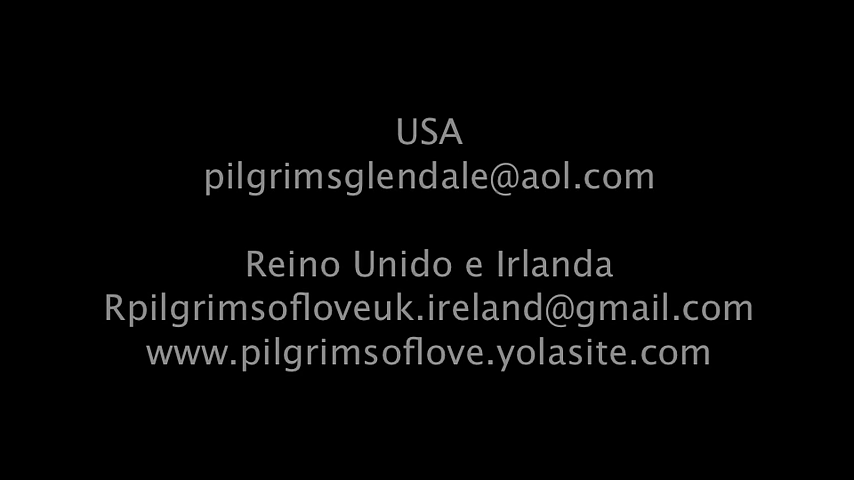 USA
pilgrimsglendale@aol.com
Reino Unido e Irlanda
Rpilgrimsofloveuk.ireland@gmail.com
www.pilgrimsoflove.yolasite.com